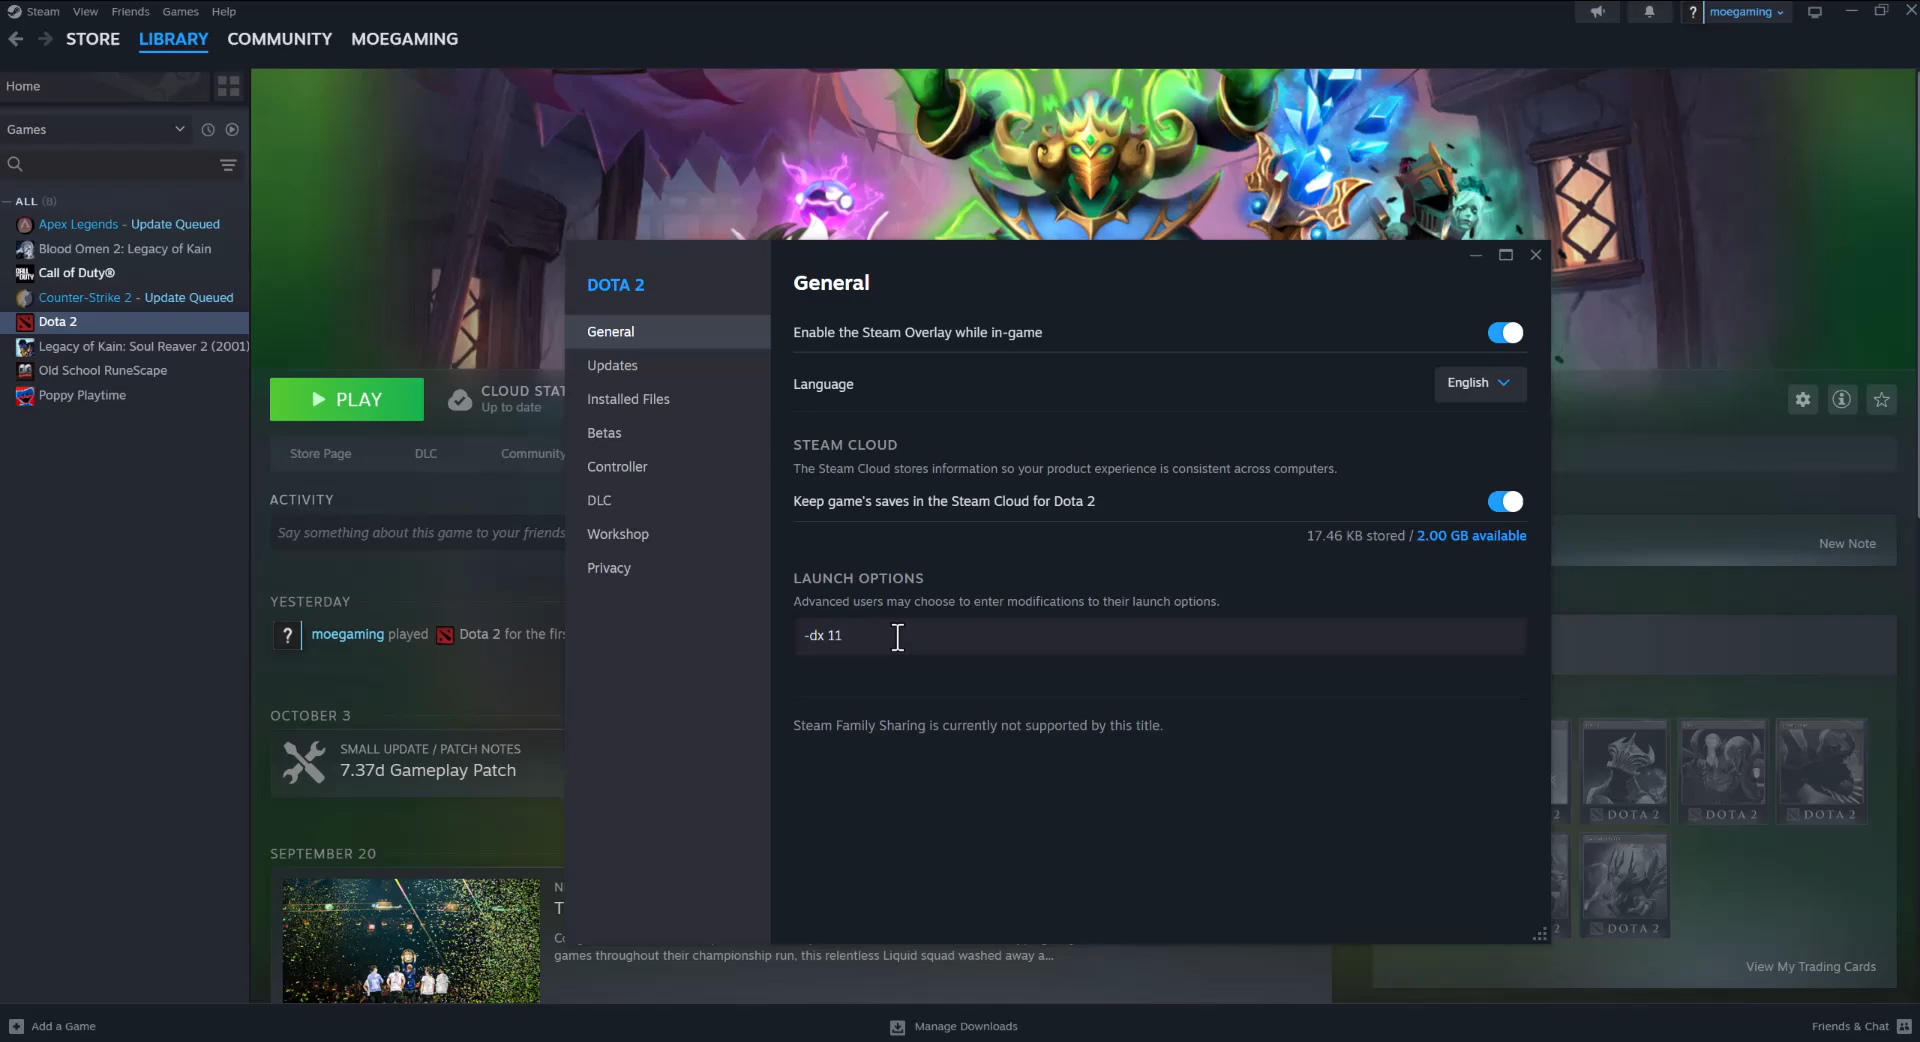 Steam View Friends Games Help
? moegaming
STORE LIBRARY COMMUNITY MOEGAMING
Home
Games
ALL (8)
Apex Legends - Update Queued
Blood Omen 2: Legacy of Kain
Call of Duty®
Counter-Strike 2 - Update Queued
Dota 2
Legacy of Kain: Soul Reaver 2 (2001)
Old School RuneScape
Poppy Playtime
PLAY
CLOUD STAT
Up to date
Store Page DLC Community
ACTIVITY
Say something about this game to your friends
YESTERDAY
? moegaming played Dota 2 for the firs
OCTOBER 3
SMALL UPDATE / PATCH NOTES
7.37d Gameplay Patch
SEPTEMBER 20
games throughout their championship run, this relentless Liquid squad washed away a...
DOTA 2
General
Updates
Installed Files
Betas
Controller
DLC
Workshop
Privacy
General
Enable the Steam Overlay while in-game
Language English
STEAM CLOUD
The Steam Cloud stores information so your product experience is consistent across computers.
Keep game's saves in the Steam Cloud for Dota 2
17.46 KB stored / 2.00 GB available
LAUNCH OPTIONS
Advanced users may choose to enter modifications to their launch options.
-dx 11
Steam Family Sharing is currently not supported by this title.
New Note
2 DOTA 2 DOTA 2 DOTA 2
2 DOTA 2
View My Trading Cards
Add a Game
Manage Downloads
Friends & Chat